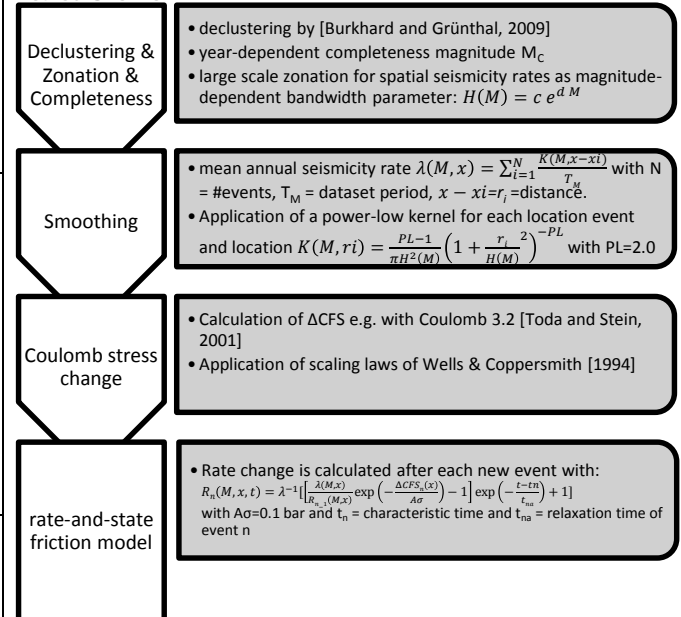 Declustering &
Zonation &
Completeness
• declustering by [Burkhard and Grünthal, 2009]
• year-dependent completeness magnitude M_C
• large scale zonation for spatial seismicity rates as magnitude-
dependent bandwidth parameter: H(M) = c e^{d M}
Smoothing
• mean annual seismicity rate λ(M, x) = ∑_{i=1}^{N} K(M,x−xi)/T_M with N
= #events, T_M = dataset period, x − xi=r_i =distance.
• Application of a power-low kernel for each location event
and location K(M, ri) = (PL−1)/(πH²(M)) (1 + r_i/H(M)²)^{−PL} with PL=2.0
Coulomb stress
change
• Calculation of ΔCFS e.g. with Coulomb 3.2 [Toda and Stein,
2001]
• Application of scaling laws of Wells & Coppersmith [1994]
rate-and-state
friction model
• Rate change is calculated after each new event with:
R_n(M, x, t) = λ^{−1}[[λ(M,x)/R_{n_1}(M,x) exp(−ΔCFS_n(x)/Aσ) − 1] exp(−(t−tn)/t_{na}) + 1]
with Aσ=0.1 bar and t_n = characteristic time and t_na = relaxation time of
event n